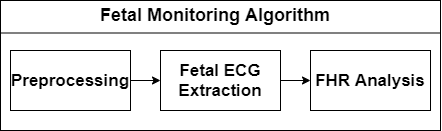 Fetal Monitoring Algorithm
Preprocessing
Fetal ECG
Extraction
FHR Analysis